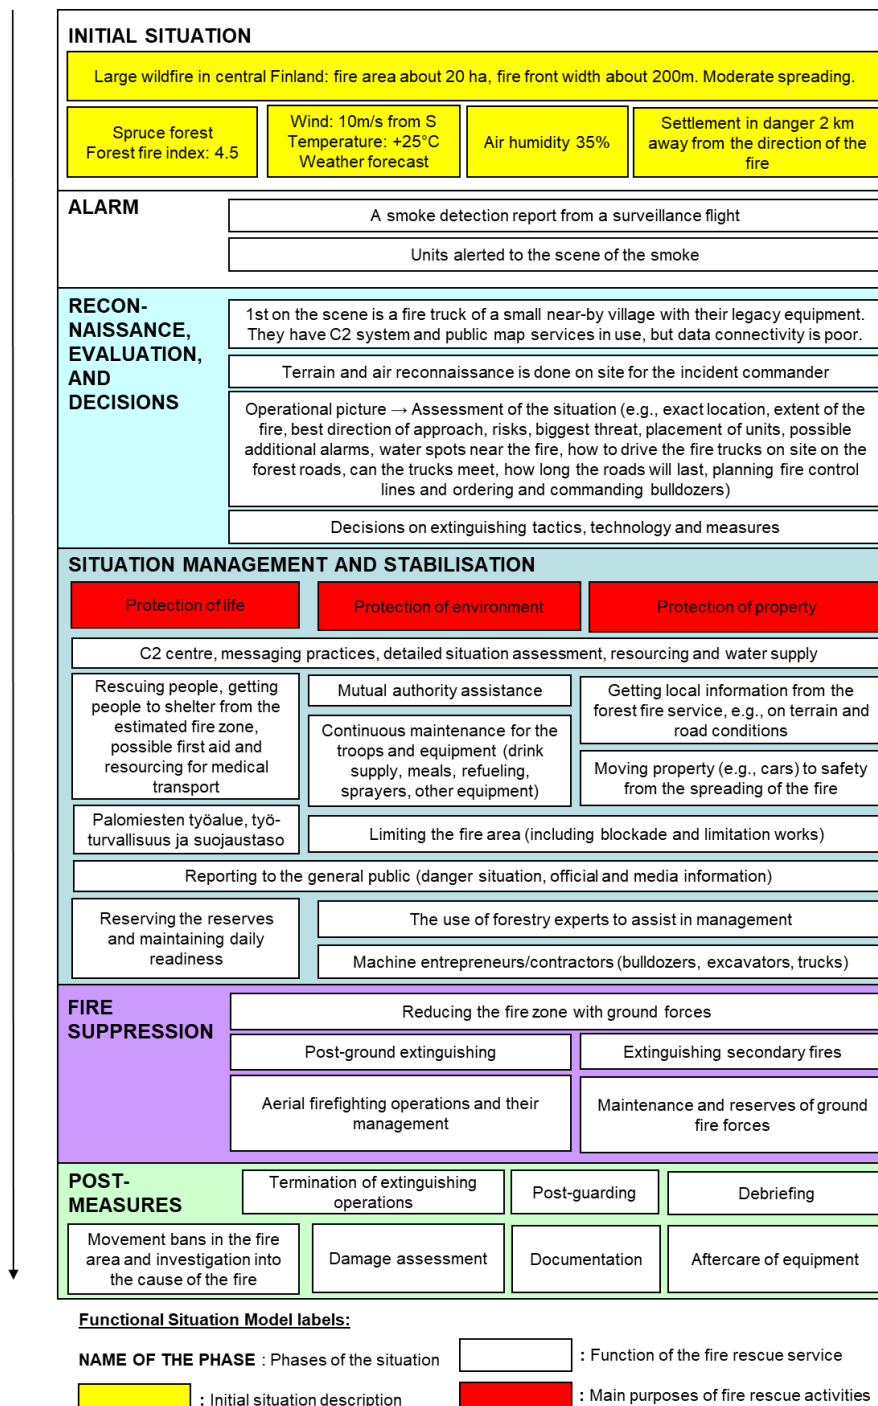 INITIAL SITUATION
Large wildfire in central Finland: fire area about 20 ha, fire front width about 200m. Moderate spreading.
Spruce forest
Forest fire index: 4.5
Wind: 10m/s from S
Temperature: +25°C
Weather forecast
Air humidity 35%
Settlement in danger 2 km
away from the direction of the
fire
ALARM
A smoke detection report from a surveillance flight
Units alerted to the scene of the smoke
RECON-
NAISSANCE,
EVALUATION,
AND
DECISIONS
1st on the scene is a fire truck of a small near-by village with their legacy equipment.
They have C2 system and public map services in use, but data connectivity is poor.
Terrain and air reconnaissance is done on site for the incident commander
Operational picture → Assessment of the situation (e.g., exact location, extent of the
fire, best direction of approach, risks, biggest threat, placement of units, possible
additional alarms, water spots near the fire, how to drive the fire trucks on site on the
forest roads, can the trucks meet, how long the roads will last, planning fire control
lines and ordering and commanding bulldozers)
Decisions on extinguishing tactics, technology and measures
SITUATION MANAGEMENT AND STABILISATION
Protection of life
Protection of environment
Protection of property
C2 centre, messaging practices, detailed situation assessment, resourcing and water supply
Rescuing people, getting
people to shelter from the
estimated fire zone,
possible first aid and
resourcing for medical
transport
Mutual authority assistance
Continuous maintenance for the
troops and equipment (drink
supply, meals, refueling,
sprayers, other equipment)
Getting local information from the
forest fire service, e.g., on terrain and
road conditions
Moving property (e.g., cars) to safety
from the spreading of the fire
Palomiesten työalue, työ-
turvallisuus ja suojaustaso
Limiting the fire area (including blockade and limitation works)
Reporting to the general public (danger situation, official and media information)
Reserving the reserves
and maintaining daily
readiness
The use of forestry experts to assist in management
Machine entrepreneurs/contractors (bulldozers, excavators, trucks)
FIRE
SUPPRESSION
Reducing the fire zone with ground forces
Post-ground extinguishing
Extinguishing secondary fires
Aerial firefighting operations and their
management
Maintenance and reserves of ground
fire forces
POST-
MEASURES
Termination of extinguishing
operations
Post-guarding
Debriefing
Movement bans in the fire
area and investigation into
the cause of the fire
Damage assessment
Documentation
Aftercare of equipment
Functional Situation Model labels:
NAME OF THE PHASE : Phases of the situation
: Function of the fire rescue service
: Initial situation description
: Main purposes of fire rescue activities